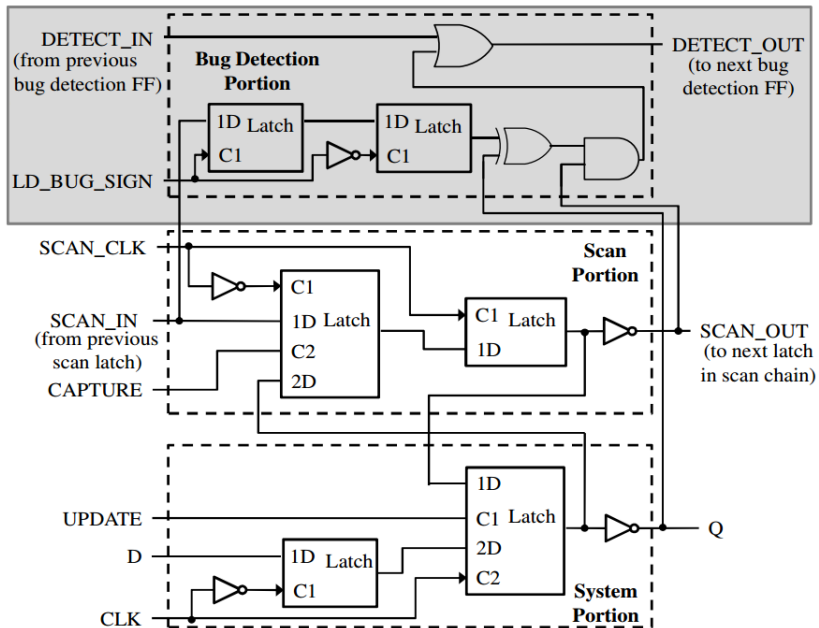 DETECT_IN
(from previous
bug detection FF)
Bug Detection
Portion
DETECT_OUT
(to next bug
detection FF)
1D Latch
C1
1D Latch
C1
LD_BUG_SIGN
SCAN_CLK
Scan
Portion
C1
1D Latch
C2
2D
C1 Latch
1D
SCAN_IN
(from previous
scan latch)
CAPTURE
SCAN_OUT
(to next latch
in scan chain)
1D
C1 Latch
2D
C2
UPDATE
D
1D Latch
C1
CLK
Q
System
Portion